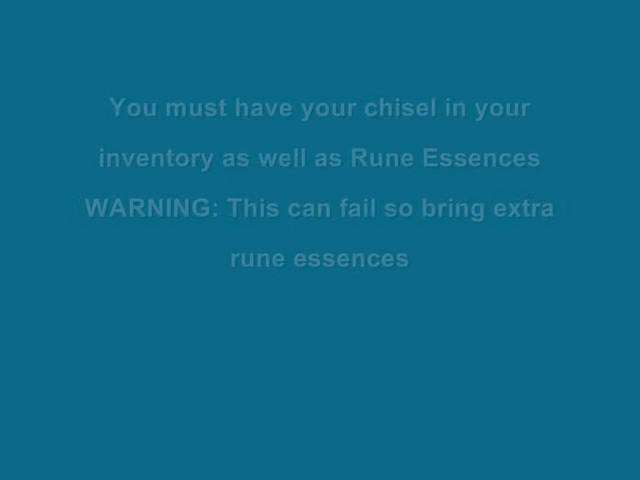 You must have your chisel in your
inventory as well as Rune Essences
WARNING: This can fail so bring extra
rune essences